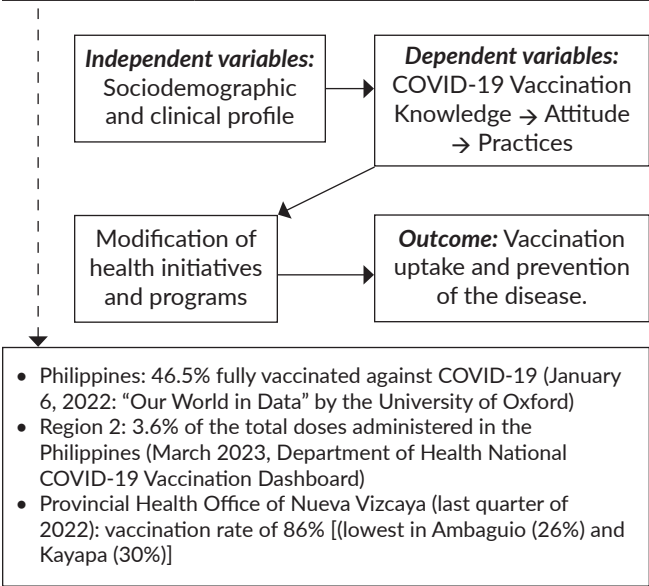 Independent variables:
Sociodemographic
and clinical profile
Dependent variables:
COVID-19 Vaccination
Knowledge → Attitude
→ Practices
Modification of
health initiatives
and programs
Outcome: Vaccination
uptake and prevention
of the disease.
• Philippines: 46.5% fully vaccinated against COVID-19 (January
6, 2022: “Our World in Data” by the University of Oxford)
• Region 2: 3.6% of the total doses administered in the
Philippines (March 2023, Department of Health National
COVID-19 Vaccination Dashboard)
• Provincial Health Office of Nueva Vizcaya (last quarter of
2022): vaccination rate of 86% [(lowest in Ambaguio (26%) and
Kayapa (30%)]